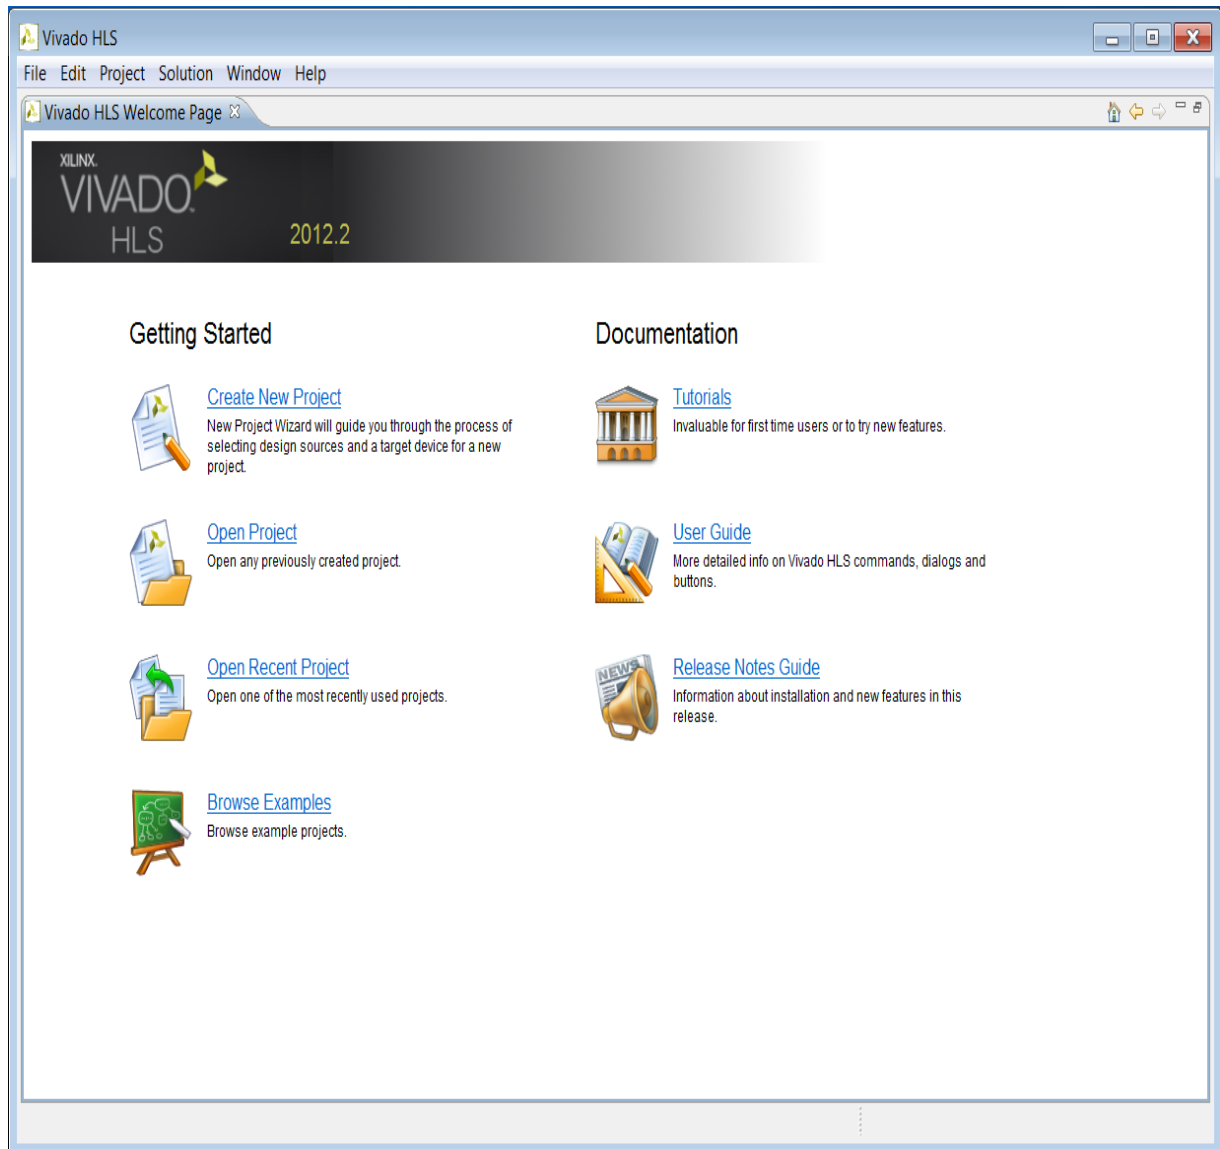 Vivado HLS
File Edit Project Solution Window Help
Vivado HLS Welcome Page
XILINX.
VIVADO.
HLS
2012.2
Getting Started
Create New Project
New Project Wizard will guide you through the process of
selecting design sources and a target device for a new
project.
Open Project
Open any previously created project.
Open Recent Project
Open one of the most recently used projects.
Browse Examples
Browse example projects.
Documentation
Tutorials
Invaluable for first time users or to try new features.
User Guide
More detailed info on Vivado HLS commands, dialogs and
buttons.
NEWS
Release Notes Guide
Information about installation and new features in this
release.